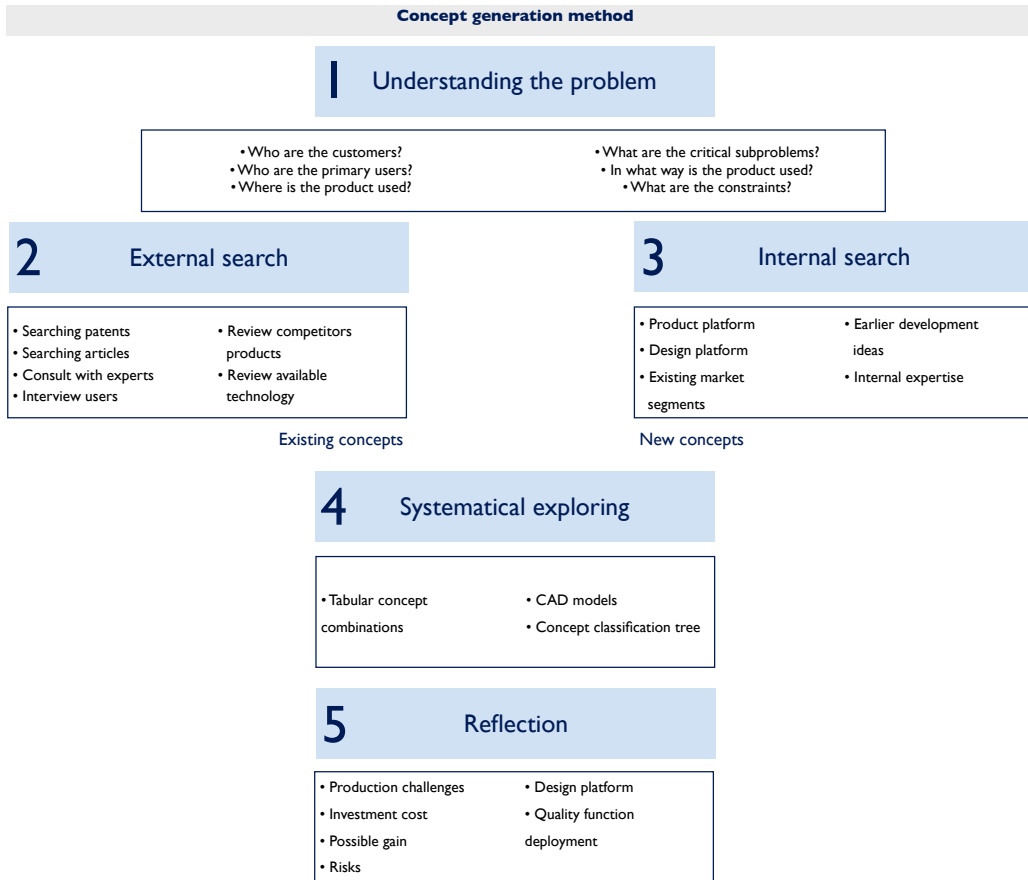 Concept generation method
1 Understanding the problem
• Who are the customers?
• Who are the primary users?
• Where is the product used?
• What are the critical subproblems?
• In what way is the product used?
• What are the constraints?
2 External search
• Searching patents
• Searching articles
• Consult with experts
• Interview users
• Review competitors
products
• Review available
technology
Existing concepts
3 Internal search
• Product platform
• Design platform
• Existing market
segments
• Earlier development
ideas
• Internal expertise
New concepts
4 Systematical exploring
• Tabular concept
combinations
• CAD models
• Concept classification tree
5 Reflection
• Production challenges
• Investment cost
• Possible gain
• Risks
• Design platform
• Quality function
deployment